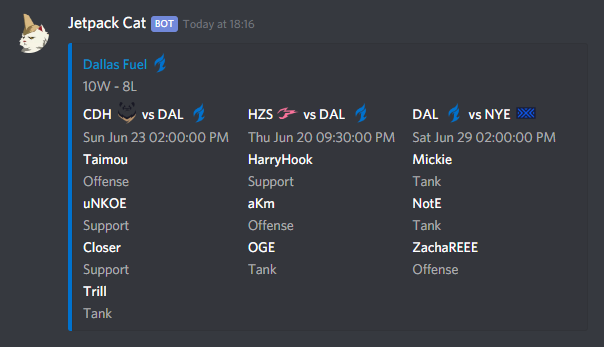 Jetpack Cat BOT Today at 18:16
Dallas Fuel
10W - 8L
CDH vs DAL HZS vs DAL DAL vs NYE
Sun Jun 23 02:00:00 PM Thu Jun 20 09:30:00 PM Sat Jun 29 02:00:00 PM
Taimou HarryHook Mickie
Offense Support Tank
uNKOE aKm NotE
Support Offense Tank
Closer OGE ZachaREEE
Support Tank Offense
Trill
Tank